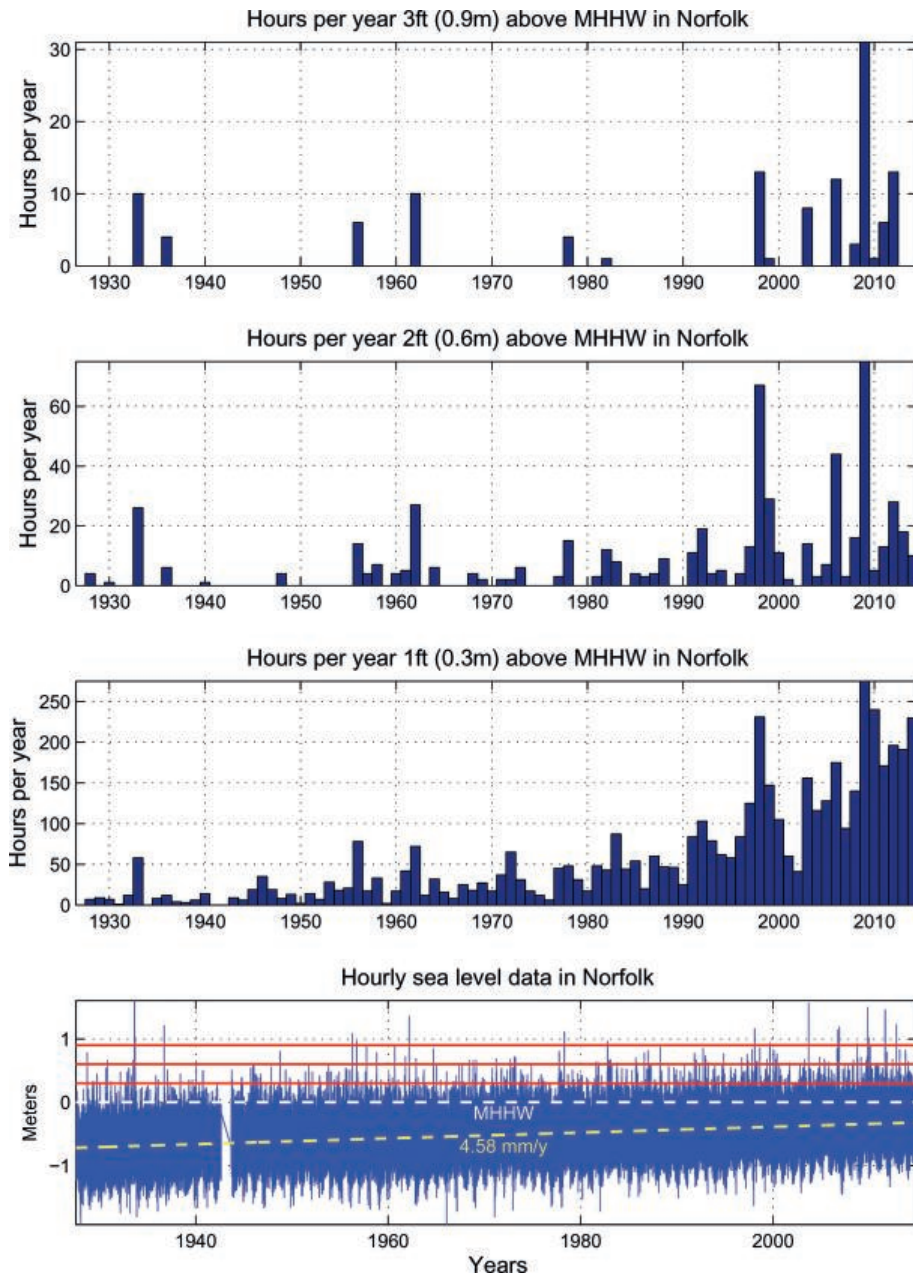 Hours per year 3ft (0.9m) above MHHW in Norfolk
Hours per year
30
20
10
0
1930 1940 1950 1960 1970 1980 1990 2000 2010
Hours per year 2ft (0.6m) above MHHW in Norfolk
Hours per year
60
40
20
0
1930 1940 1950 1960 1970 1980 1990 2000 2010
Hours per year 1ft (0.3m) above MHHW in Norfolk
Hours per year
250
200
150
100
50
0
1930 1940 1950 1960 1970 1980 1990 2000 2010
Hourly sea level data in Norfolk
Meters
1
0
−1
MHHW
4.58 mm/y
1940 1960 1980 2000
Years